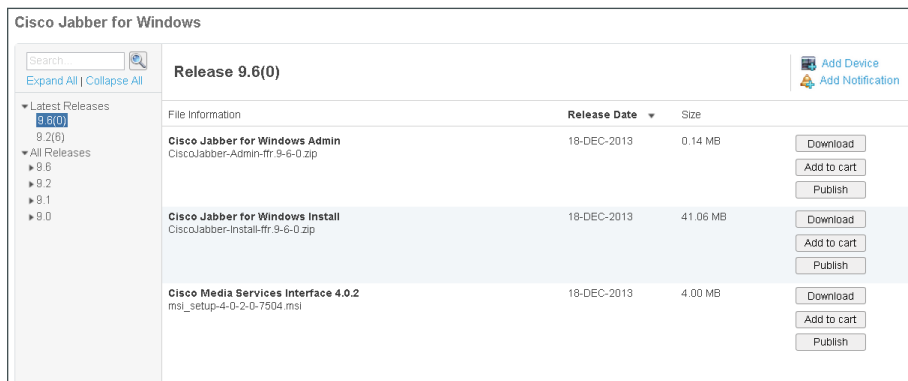 Cisco Jabber for Windows
Search...
Expand All | Collapse All
Latest Releases
9.6(0)
9.2(6)
All Releases
9.6
9.2
9.1
9.0
Release 9.6(0)
Add Device
Add Notification
File Information Release Date Size
Cisco Jabber for Windows Admin 18-DEC-2013 0.14 MB Download
CiscoJabber-Admin-ffr.9-6-0.zip
Add to cart
Publish
Cisco Jabber for Windows Install 18-DEC-2013 41.06 MB Download
CiscoJabber-Install-ffr.9-6-0.zip
Add to cart
Publish
Cisco Media Services Interface 4.0.2 18-DEC-2013 4.00 MB Download
msi_setup-4-0-2-0-7504.msi
Add to cart
Publish